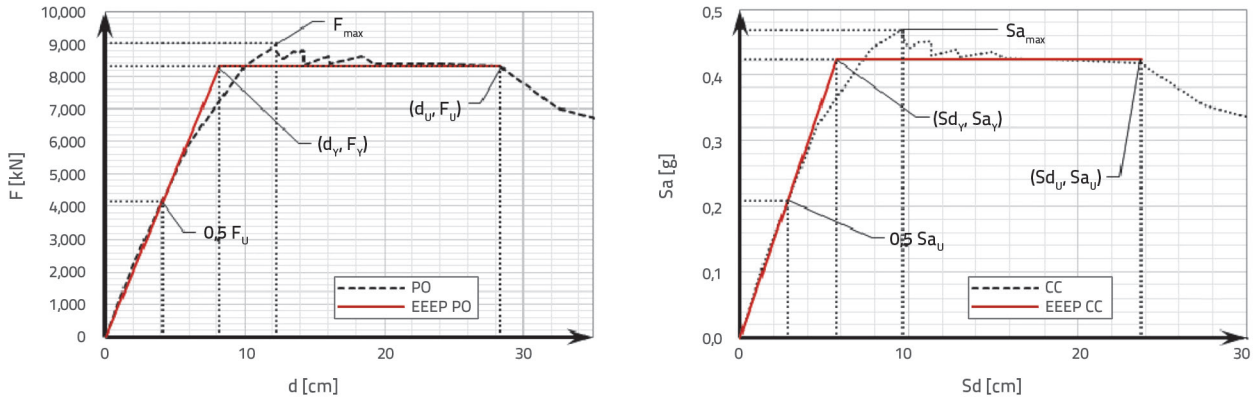 10,000
9,000
8,000
7,000
6,000
5,000
4,000
3,000
2,000
1,000
0
F [kN]
F_max
(d_U, F_U)
(d_Y, F_Y)
0,5 F_U
PO
EEEP PO
0 10 20 30
d [cm]
0,5
0,4
0,3
0,2
0,1
0,0
Sa [g]
Sa_max
(Sd_Y, Sa_Y)
(Sd_U, Sa_U)
0,5 Sa_U
CC
EEEP CC
0 10 20 30
Sd [cm]